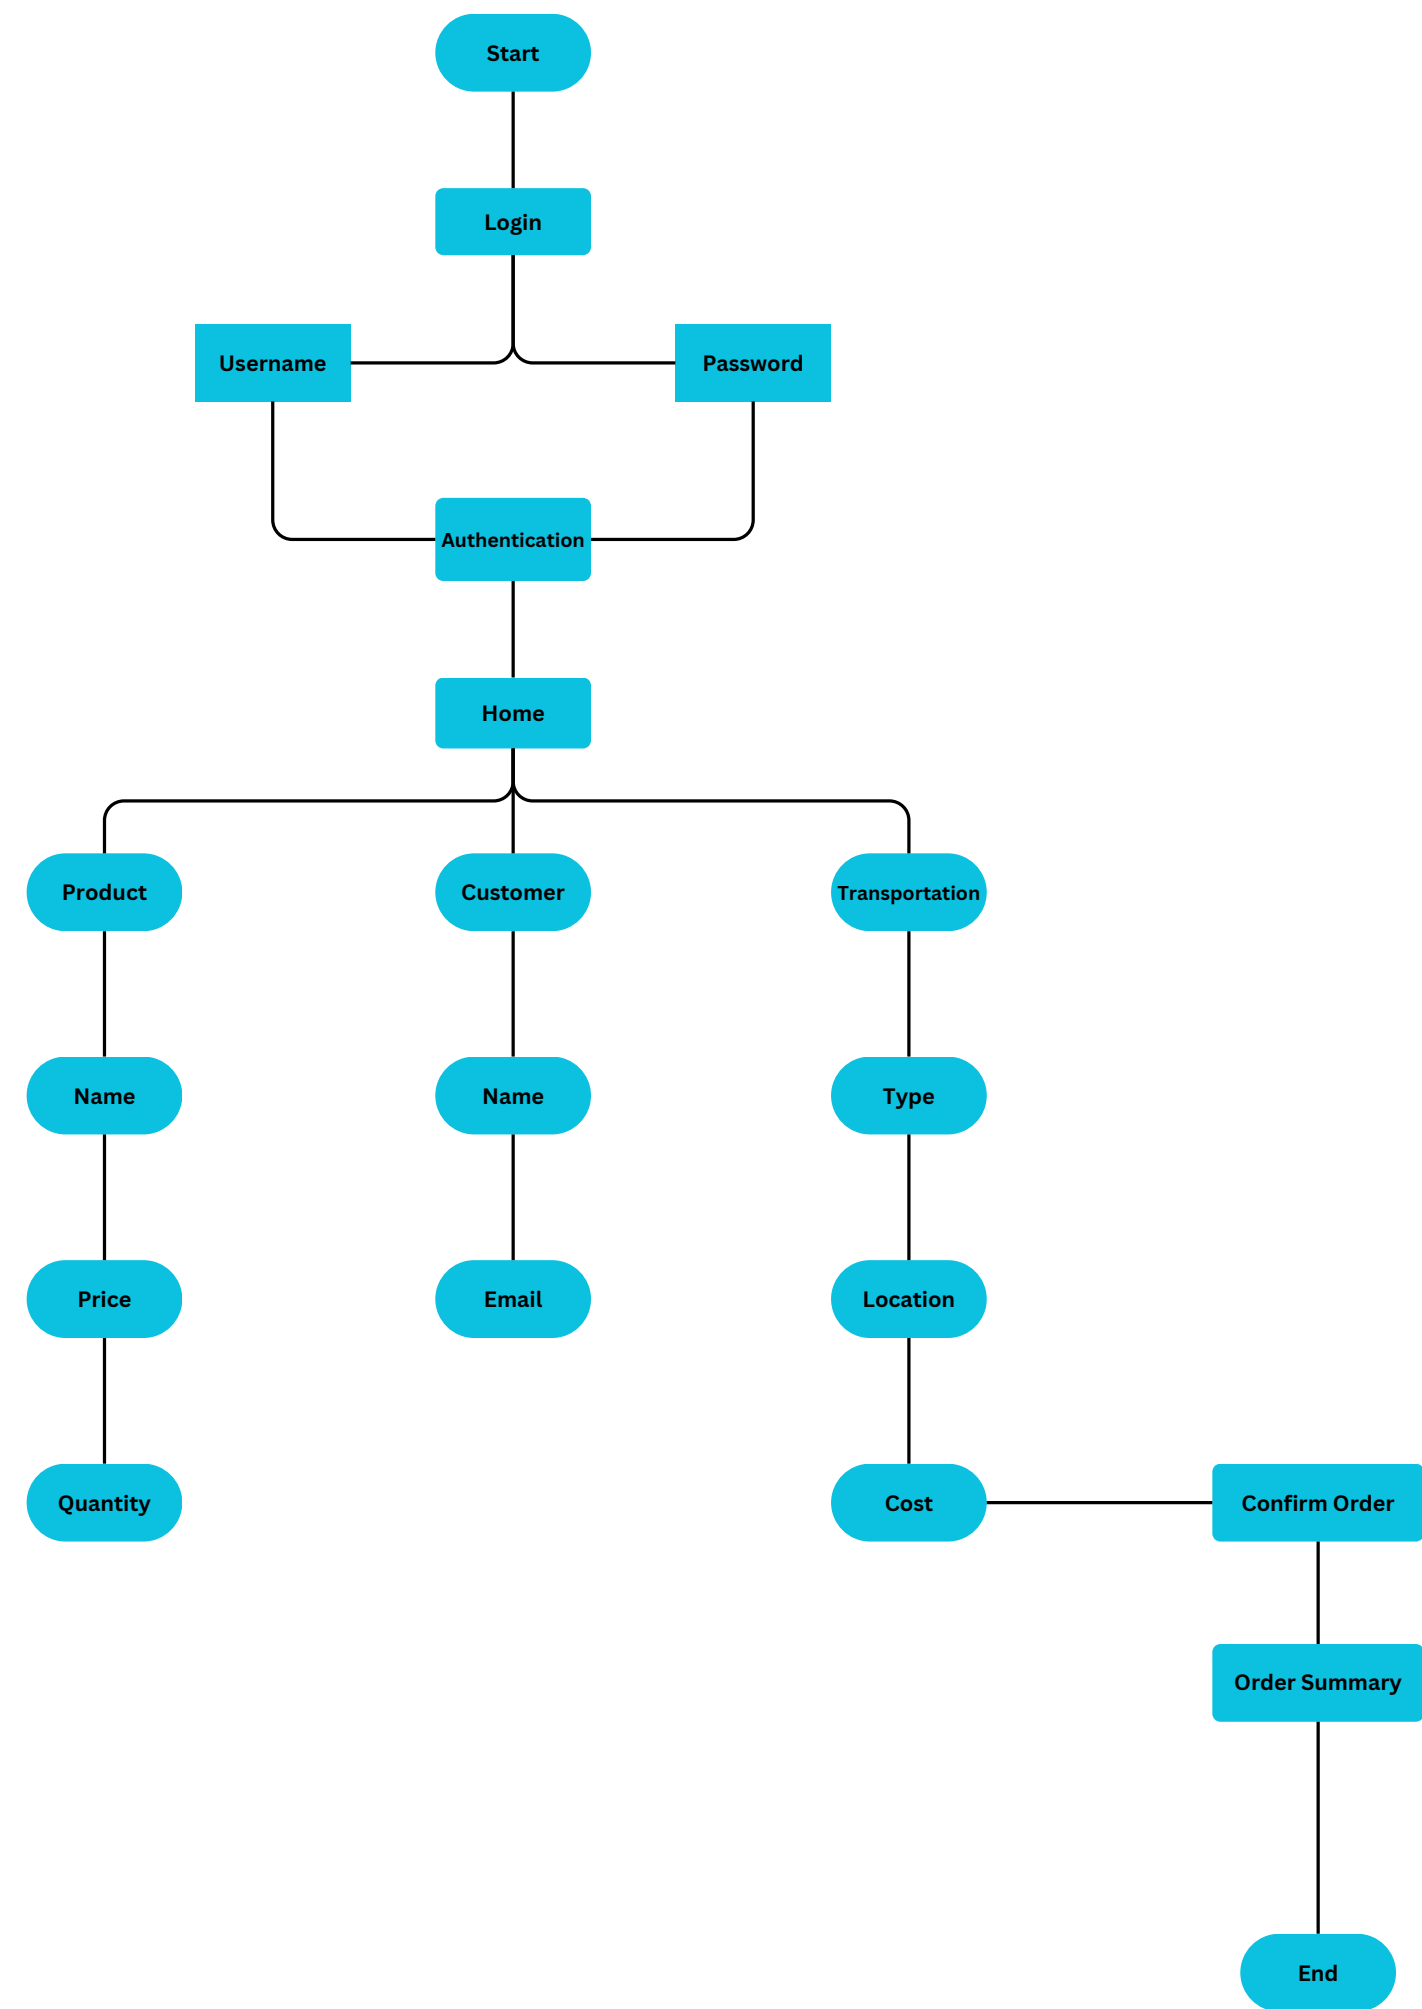 Start
Login
Username
Password
Authentication
Home
Product
Customer
Transportation
Name
Name
Type
Price
Email
Location
Quantity
Cost
Confirm Order
Order Summary
End